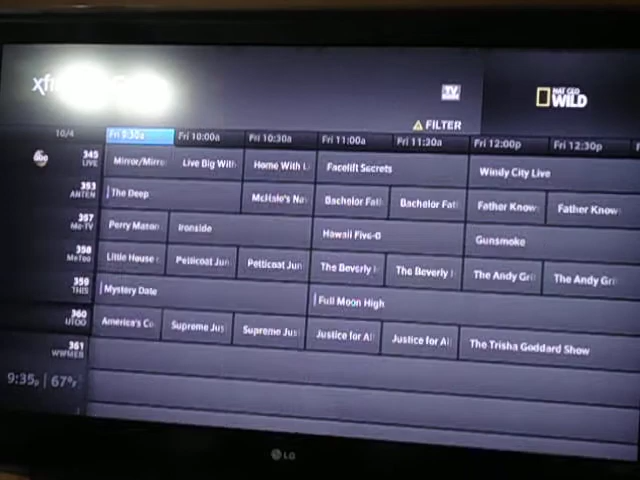 xfi
TV
NAT GEO WILD
FILTER
10/4 Fri 9:30a Fri 10:00a Fri 10:30a Fri 11:00a Fri 11:30a Fri 12:00p Fri 12:30p
abc 345 LIVE Mirror/Mirro Live Big With Home With L Facelift Secrets Windy City Live
353 ANTEN The Deep McHale's Na Bachelor Fat Bachelor Fat Father Know Father Know
357 Me-TV Perry Mason Ironside Hawaii Five-0 Gunsmoke
358 MeToo Little House Petticoat Jun Petticoat Jun The Beverly The Beverly The Andy Gri The Andy Gri
359 THIS Mystery Date Full Moon High
360 UTOO America's Co Supreme Jus Supreme Jus Justice for Al Justice for Al The Trisha Goddard Show
361 WWMEB
9:35p | 67°F
LG